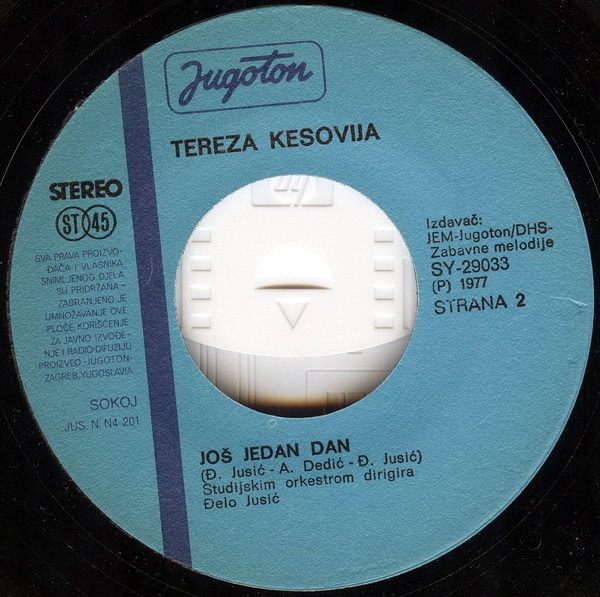 Jugoton
TEREZA KESOVIJA
STEREO
ST 45
SVA PRAVA PROIZVO-
ĐAČA I VLASNIKA
SNIMLJENOG DJELA
SU PRIDRŽANA-
ZABRANJENO JE
UMNOŽAVANJE OVE
PLOČE, KORIŠĆENJE
ZA JAVNO IZVOĐE-
NJE I RADIO-DIFUZIJU
PROIZVEO-JUGOTON-
ZAGREB, YUGOSLAVIA
SOKOJ
JUS. N. N4 201
Izdavač:
JEM-Jugoton/DHS-
Zabavne melodije
SY-29033
(P) 1977
STRANA 2
JOŠ JEDAN DAN
(Đ. Jusić - A. Dedić - Đ. Jusić)
Studijskim orkestrom dirigira
Đelo Jusić